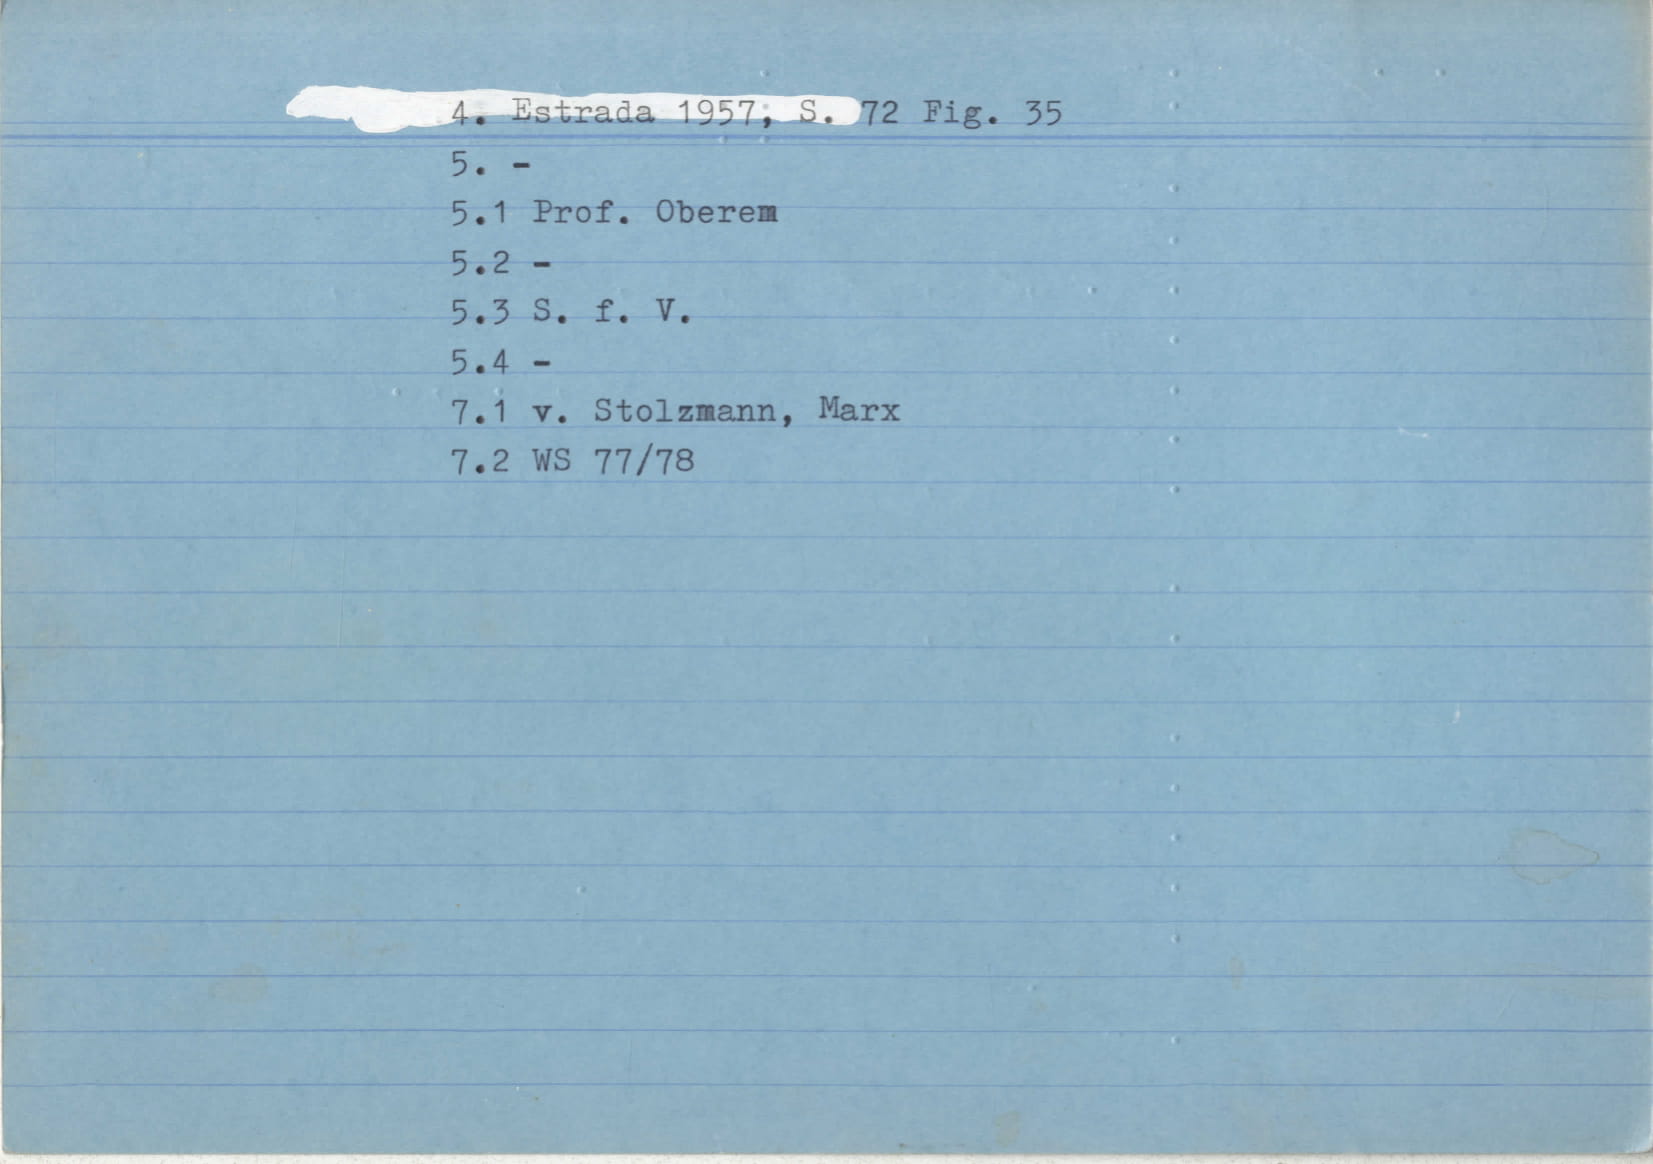 4. Estrada 1957; S. 72 Fig. 35
5. -
5.1 Prof. Oberem
5.2 -
5.3 S. f. V.
5.4 -
7.1 v. Stolzmann, Marx
7.2 WS 77/78